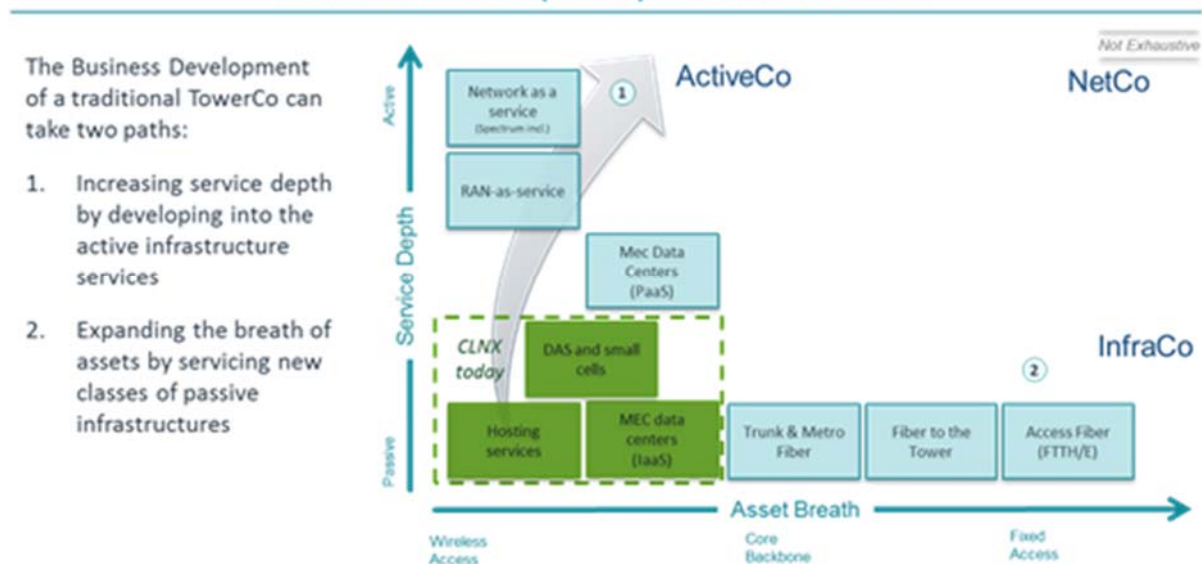 Not Exhaustive
The Business Development
of a traditional TowerCo can
take two paths:
1. Increasing service depth
by developing into the
active infrastructure
services
2. Expanding the breath of
assets by servicing new
classes of passive
infrastructures
ActiveCo
NetCo
InfraCo
1
2
Active
Service Depth
Passive
Network as a
service
(Spectrum incl.)
RAN-as-service
Mec Data
Centers
(PaaS)
CLNX
today
DAS and small
cells
Hosting
services
MEC data
centers
(IaaS)
Trunk & Metro
Fiber
Fiber to the
Tower
Access Fiber
(FTTH/E)
Asset Breath
Wireless
Access
Core
Backbone
Fixed
Access